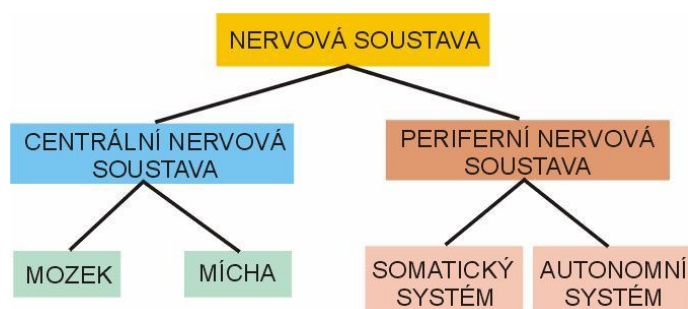 NERVOVÁ SOUSTAVA
CENTRÁLNÍ NERVOVÁ
SOUSTAVA
PERIFERNÍ NERVOVÁ
SOUSTAVA
MOZEK
MÍCHA
SOMATICKÝ
SYSTÉM
AUTONOMNÍ
SYSTÉM